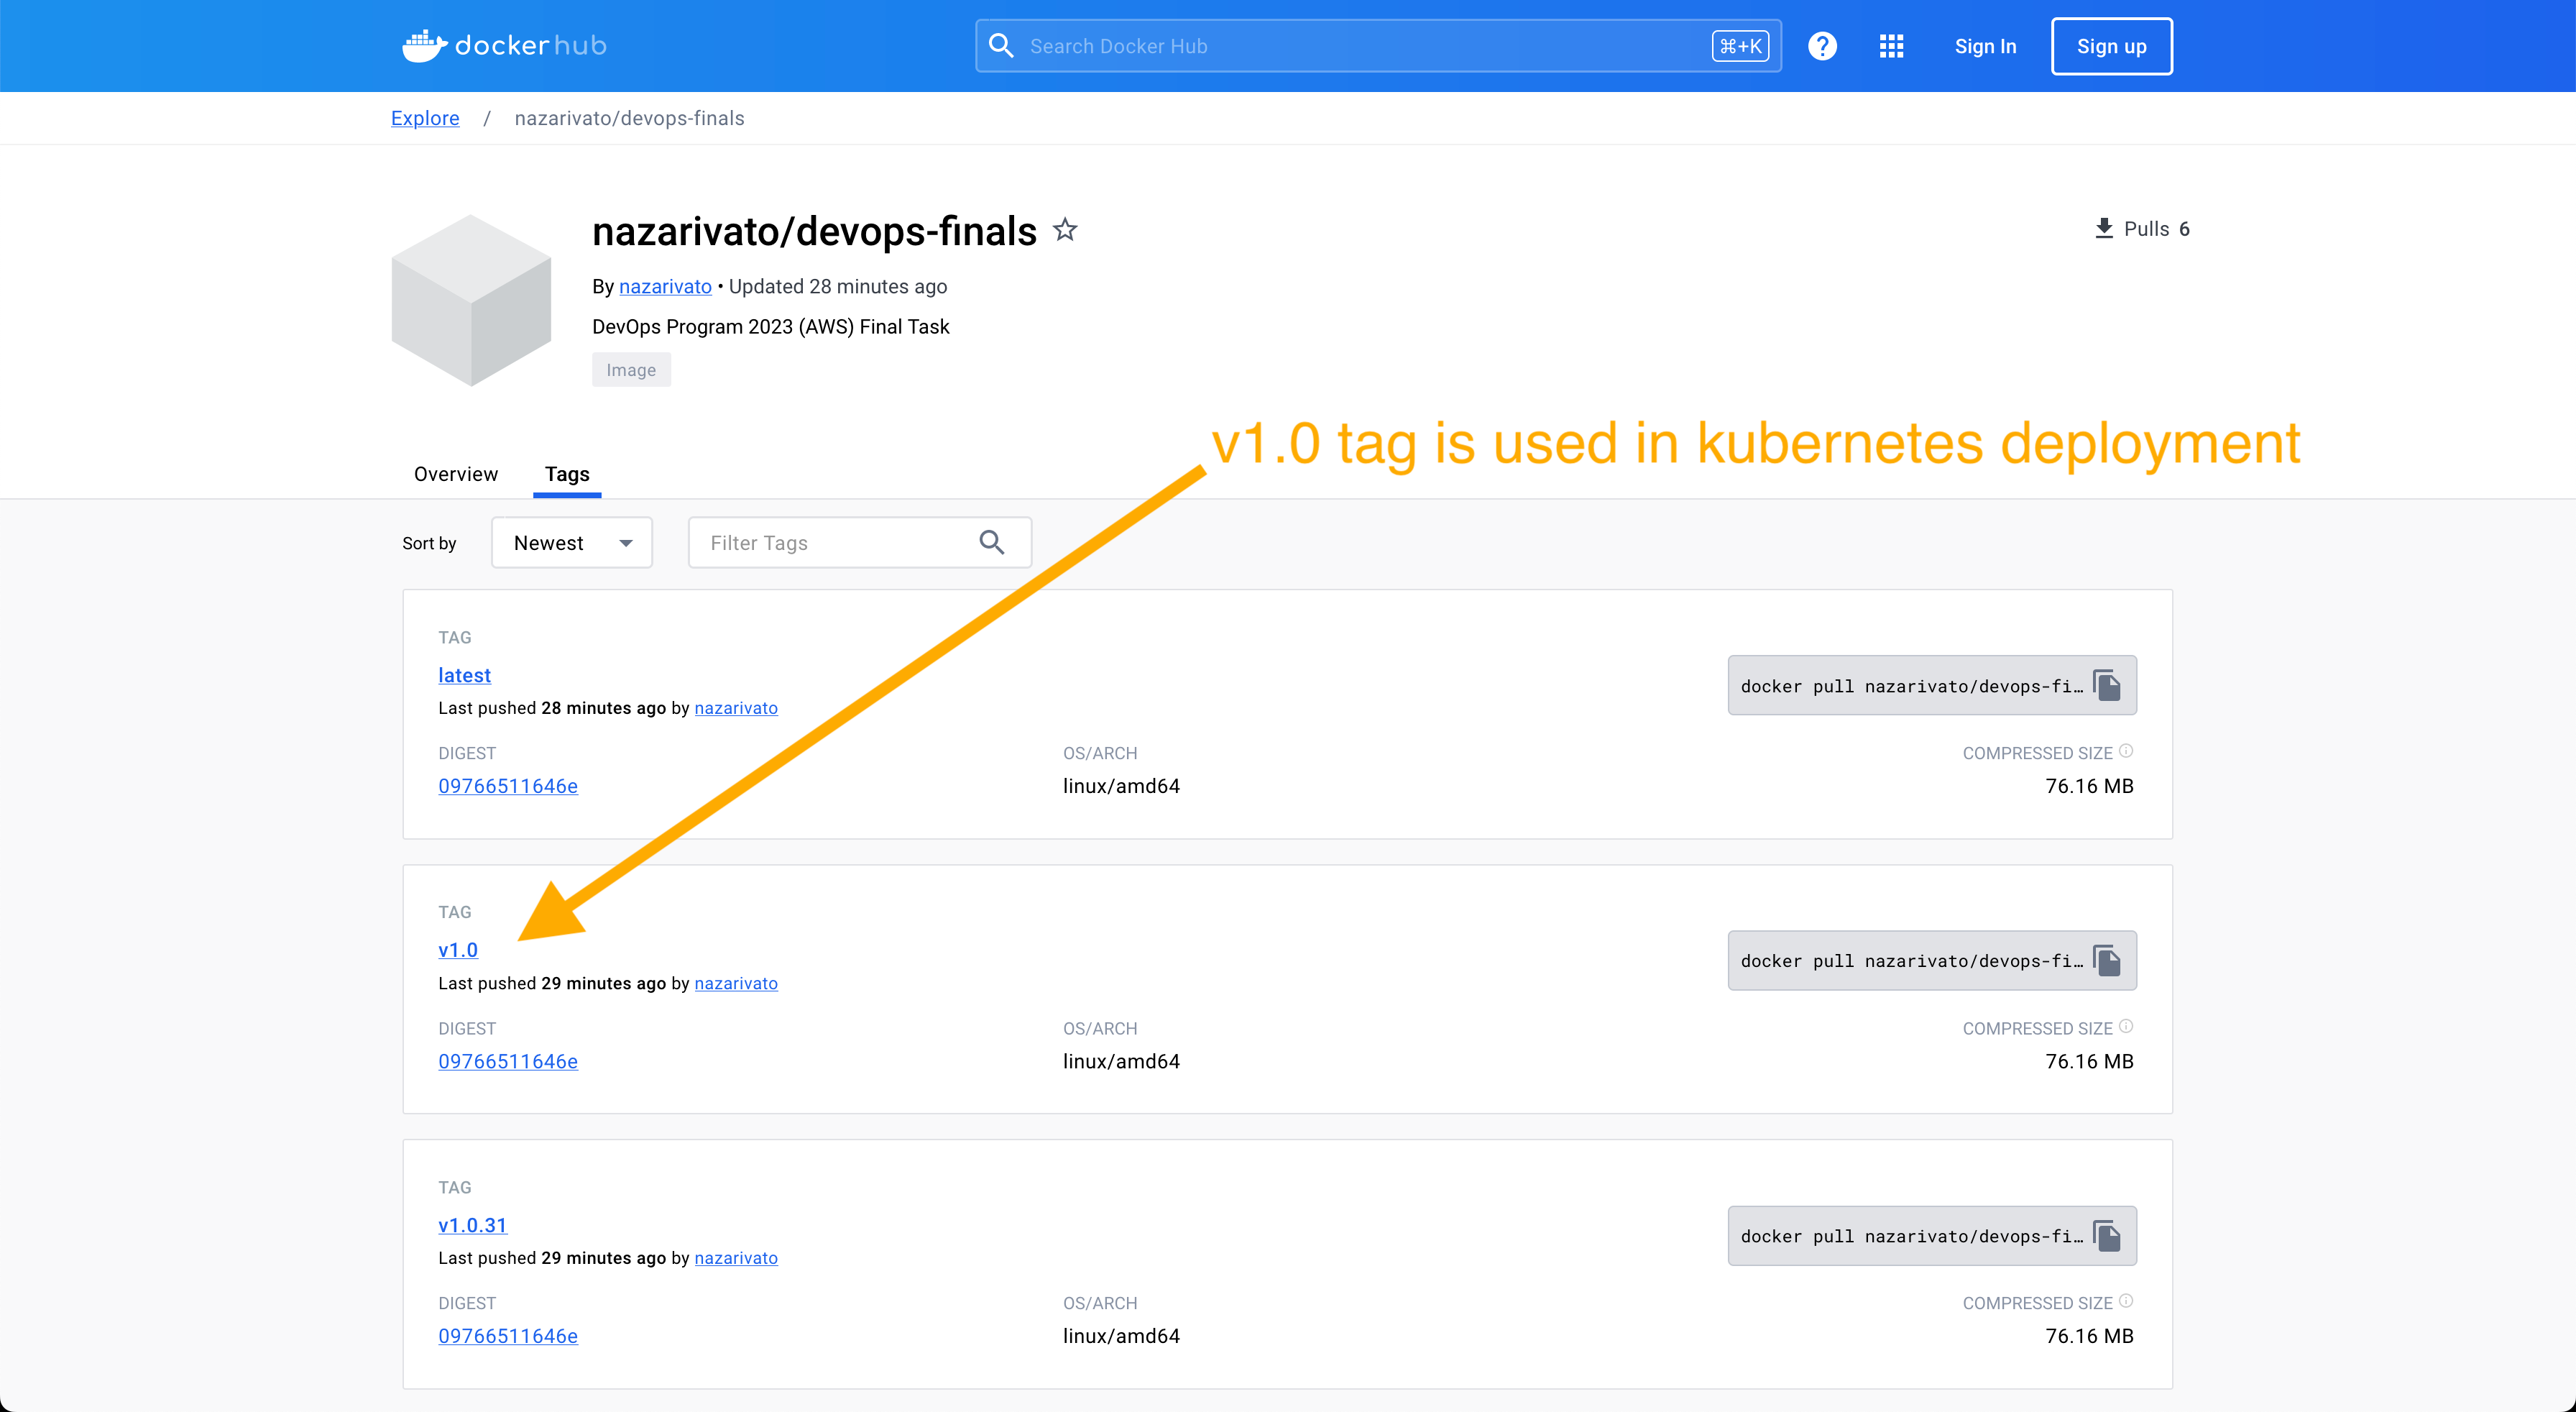 docker hub
Search Docker Hub
⌘+K
?
Sign In
Sign up
Explore / nazarivato/devops-finals
nazarivato/devops-finals
Pulls 6
By nazarivato • Updated 28 minutes ago
DevOps Program 2023 (AWS) Final Task
Image
v1.0 tag is used in kubernetes deployment
Overview Tags
Sort by Newest Filter Tags
TAG
latest
docker pull nazarivato/devops-fi…
Last pushed 28 minutes ago by nazarivato
DIGEST OS/ARCH COMPRESSED SIZE
09766511646e linux/amd64 76.16 MB
TAG
v1.0
docker pull nazarivato/devops-fi…
Last pushed 29 minutes ago by nazarivato
DIGEST OS/ARCH COMPRESSED SIZE
09766511646e linux/amd64 76.16 MB
TAG
v1.0.31
docker pull nazarivato/devops-fi…
Last pushed 29 minutes ago by nazarivato
DIGEST OS/ARCH COMPRESSED SIZE
09766511646e linux/amd64 76.16 MB